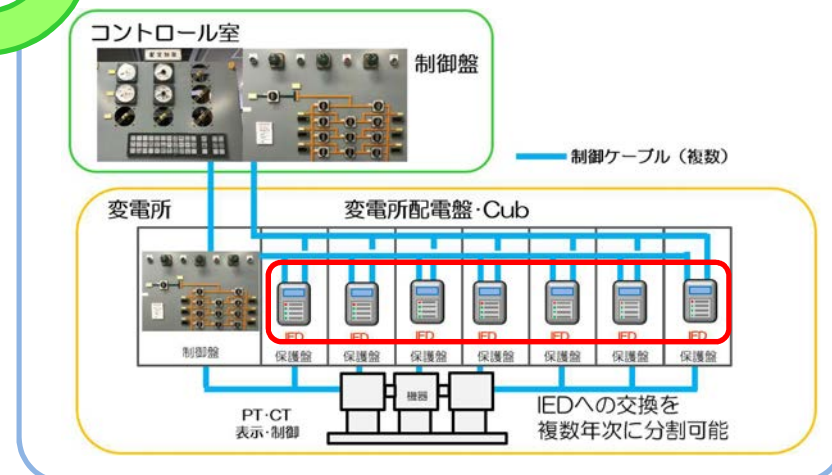 コントロール室
制御盤
制御ケーブル（複数）
変電所
変電所配電盤・Cub
IED
IED
IED
IED
IED
IED
IED
制御盤
保護盤
保護盤
保護盤
保護盤
保護盤
保護盤
保護盤
機器
PT・CT
表示・制御
IEDへの交換を
複数年次に分割可能